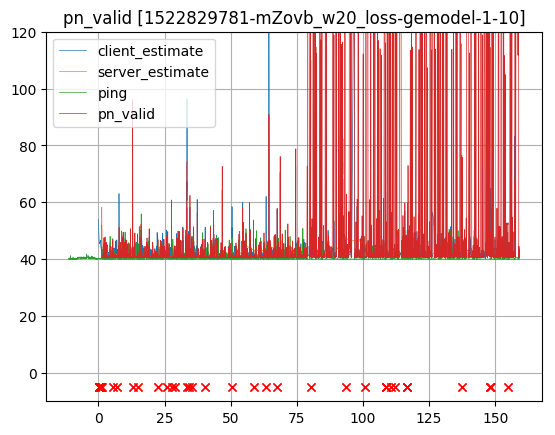 pn_valid [1522829781-mZovb_w20_loss-gemodel-1-10]
client_estimate
server_estimate
ping
pn_valid
120
100
80
60
40
20
0
0 25 50 75 100 125 150